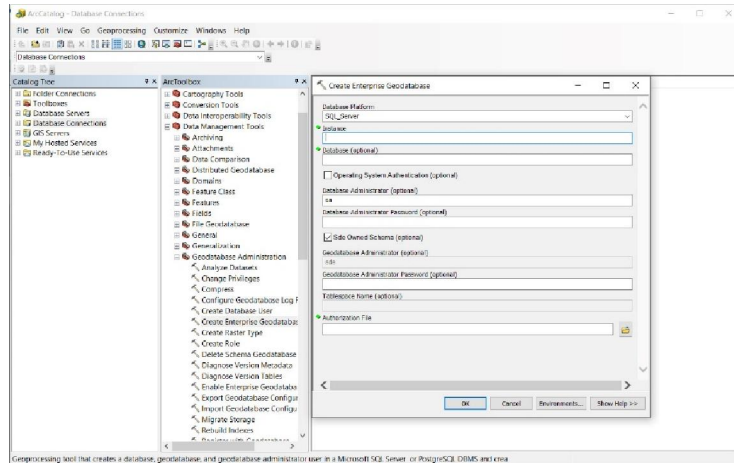 ArcCatalog - Database Connections
File Edit View Go Geoprocessing Customize Windows Help
Database Connections
Catalog Tree
Folder Connections
Toolboxes
Database Servers
Database Connections
GIS Servers
My Hosted Services
Ready-To-Use Services
ArcToolbox
Cartography Tools
Conversion Tools
Data Interoperability Tools
Data Management Tools
Archiving
Attachments
Data Comparison
Distributed Geodatabase
Domains
Feature Class
Features
Fields
File Geodatabase
General
Generalization
Geodatabase Administration
Analyze Datasets
Change Privileges
Compress
Configure Geodatabase Log F
Create Database User
Create Enterprise Geodatabas
Create Raster Type
Create Role
Delete Schema Geodatabase
Diagnose Version Metadata
Diagnose Version Tables
Enable Enterprise Geodataba
Export Geodatabase Configur
Import Geodatabase Configu
Migrate Storage
Rebuild Indexes
Create Enterprise Geodatabase
Database Platform
SQL_Server
Instance
Database (optional)
Operating System Authentication (optional)
Database Administrator (optional)
sa
Database Administrator Password (optional)
Sde Owned Schema (optional)
Geodatabase Administrator (optional)
sde
Geodatabase Administrator Password (optional)
Tablespace Name (optional)
Authorization File
OK Cancel Environments... Show Help >>
Geoprocessing tool that creates a database, geodatabase, and geodatabase administrator user in a Microsoft SQL Server or PostgreSQL DBMS and crea